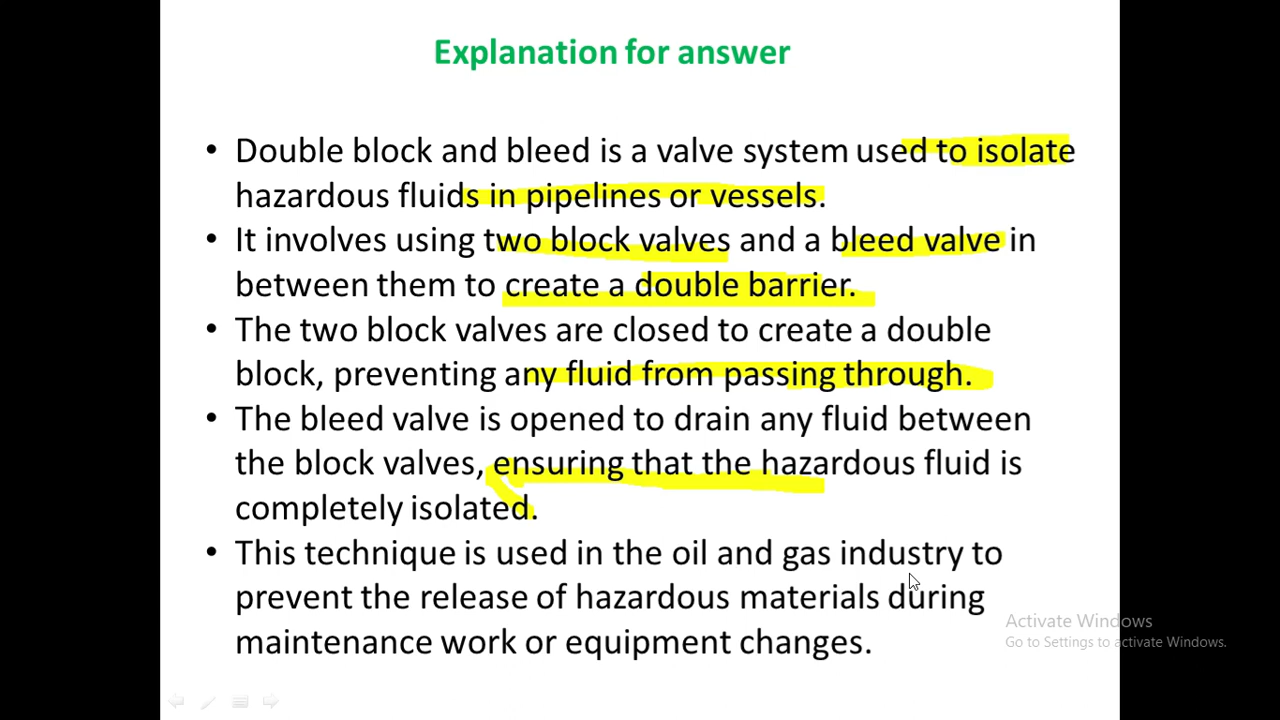 Explanation for answer
• Double block and bleed is a valve system used to isolate
hazardous fluids in pipelines or vessels.
• It involves using two block valves and a bleed valve in
between them to create a double barrier.
• The two block valves are closed to create a double
block, preventing any fluid from passing through.
• The bleed valve is opened to drain any fluid between
the block valves, ensuring that the hazardous fluid is
completely isolated.
• This technique is used in the oil and gas industry to
prevent the release of hazardous materials during
maintenance work or equipment changes.
Activate Windows
Go to Settings to activate Windows.